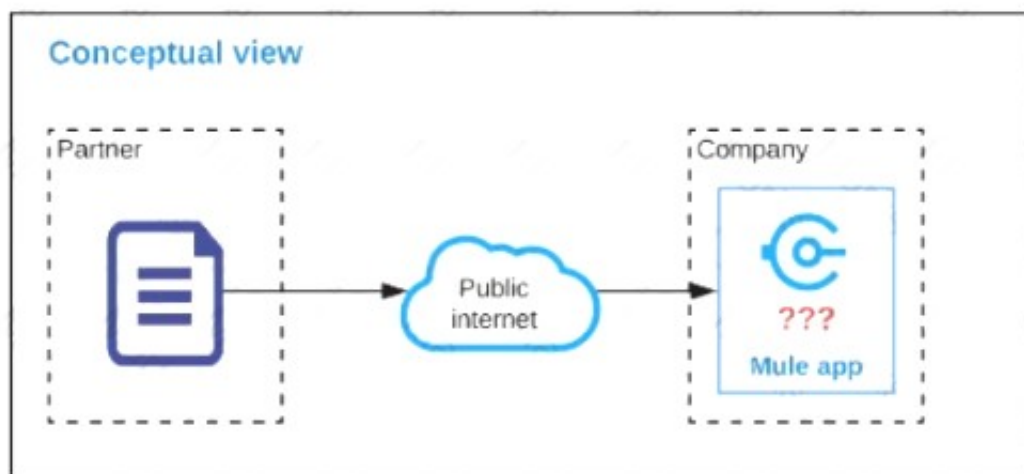 Conceptual view
Partner
Company
Public
internet
???
Mule app